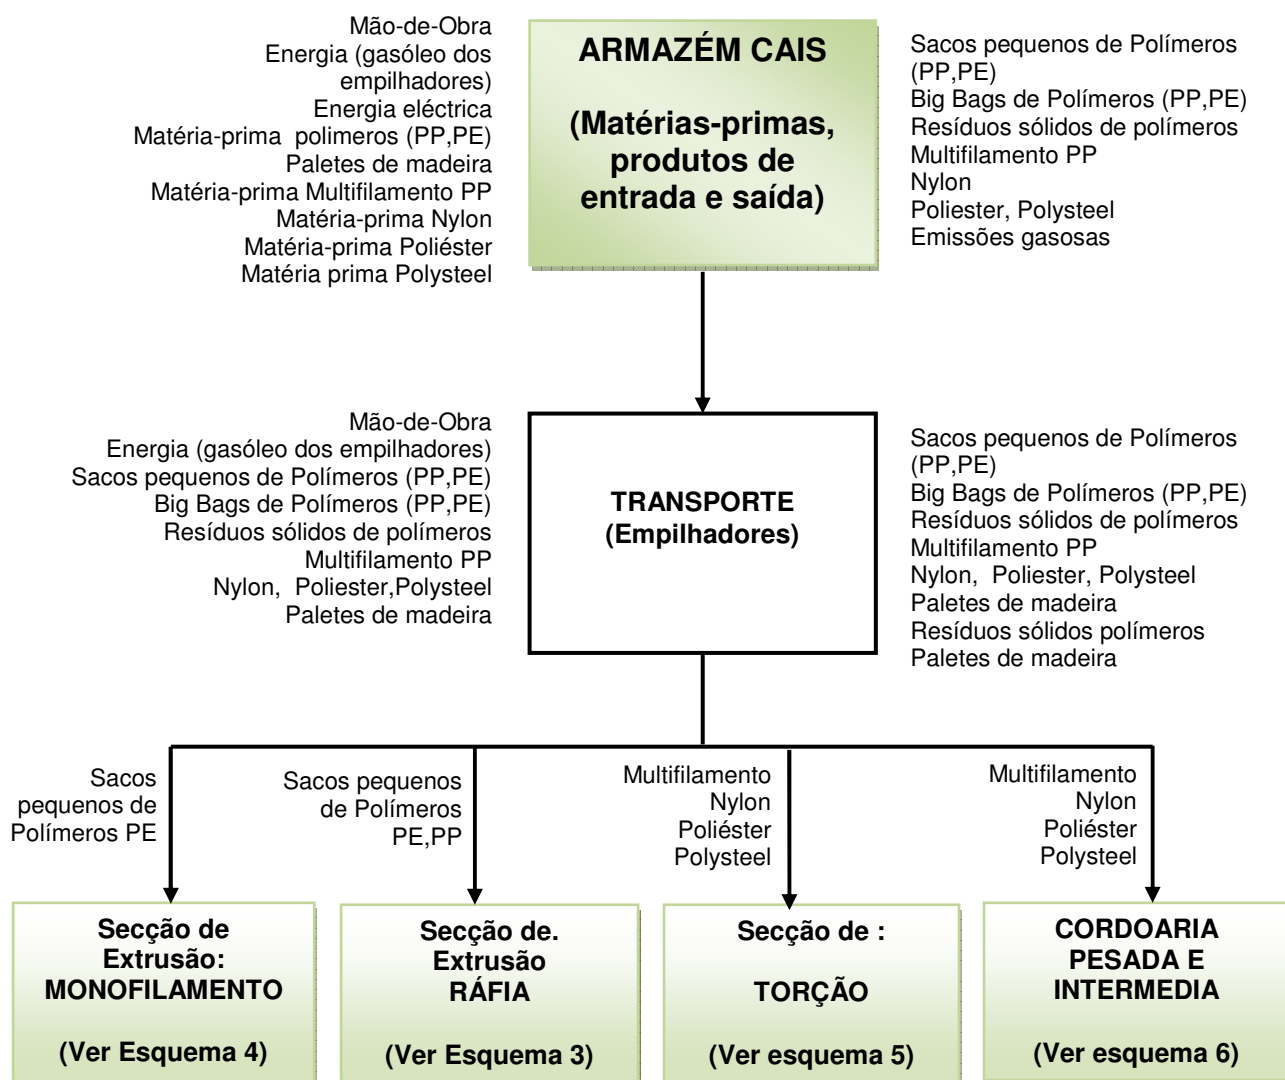 Mão-de-Obra
Energia (gasóleo dos
empilhadores)
Energia eléctrica
Matéria-prima polimeros (PP,PE)
Paletes de madeira
Matéria-prima Multifilamento PP
Matéria-prima Nylon
Matéria-prima Poliéster
Matéria prima Polysteel
ARMAZÉM CAIS
(Matérias-primas,
produtos de
entrada e saída)
Sacos pequenos de Polímeros
(PP,PE)
Big Bags de Polímeros (PP,PE)
Resíduos sólidos de polímeros
Multifilamento PP
Nylon
Poliester, Polysteel
Emissões gasosas
Mão-de-Obra
Energia (gasóleo dos empilhadores)
Sacos pequenos de Polímeros (PP,PE)
Big Bags de Polímeros (PP,PE)
Resíduos sólidos de polímeros
Multifilamento PP
Nylon, Poliester,Polysteel
Paletes de madeira
TRANSPORTE
(Empilhadores)
Sacos pequenos de Polímeros
(PP,PE)
Big Bags de Polímeros (PP,PE)
Resíduos sólidos de polímeros
Multifilamento PP
Nylon, Poliester, Polysteel
Paletes de madeira
Resíduos sólidos polímeros
Paletes de madeira
Sacos
pequenos de
Polímeros PE
Sacos pequenos
de Polímeros
PE,PP
Multifilamento
Nylon
Poliéster
Polysteel
Multifilamento
Nylon
Poliéster
Polysteel
Secção de
Extrusão:
MONOFILAMENTO
(Ver Esquema 4)
Secção de.
Extrusão
RÁFIA
(Ver Esquema 3)
Secção de :
TORÇÃO
(Ver esquema 5)
CORDOARIA
PESADA E
INTERMEDIA
(Ver esquema 6)